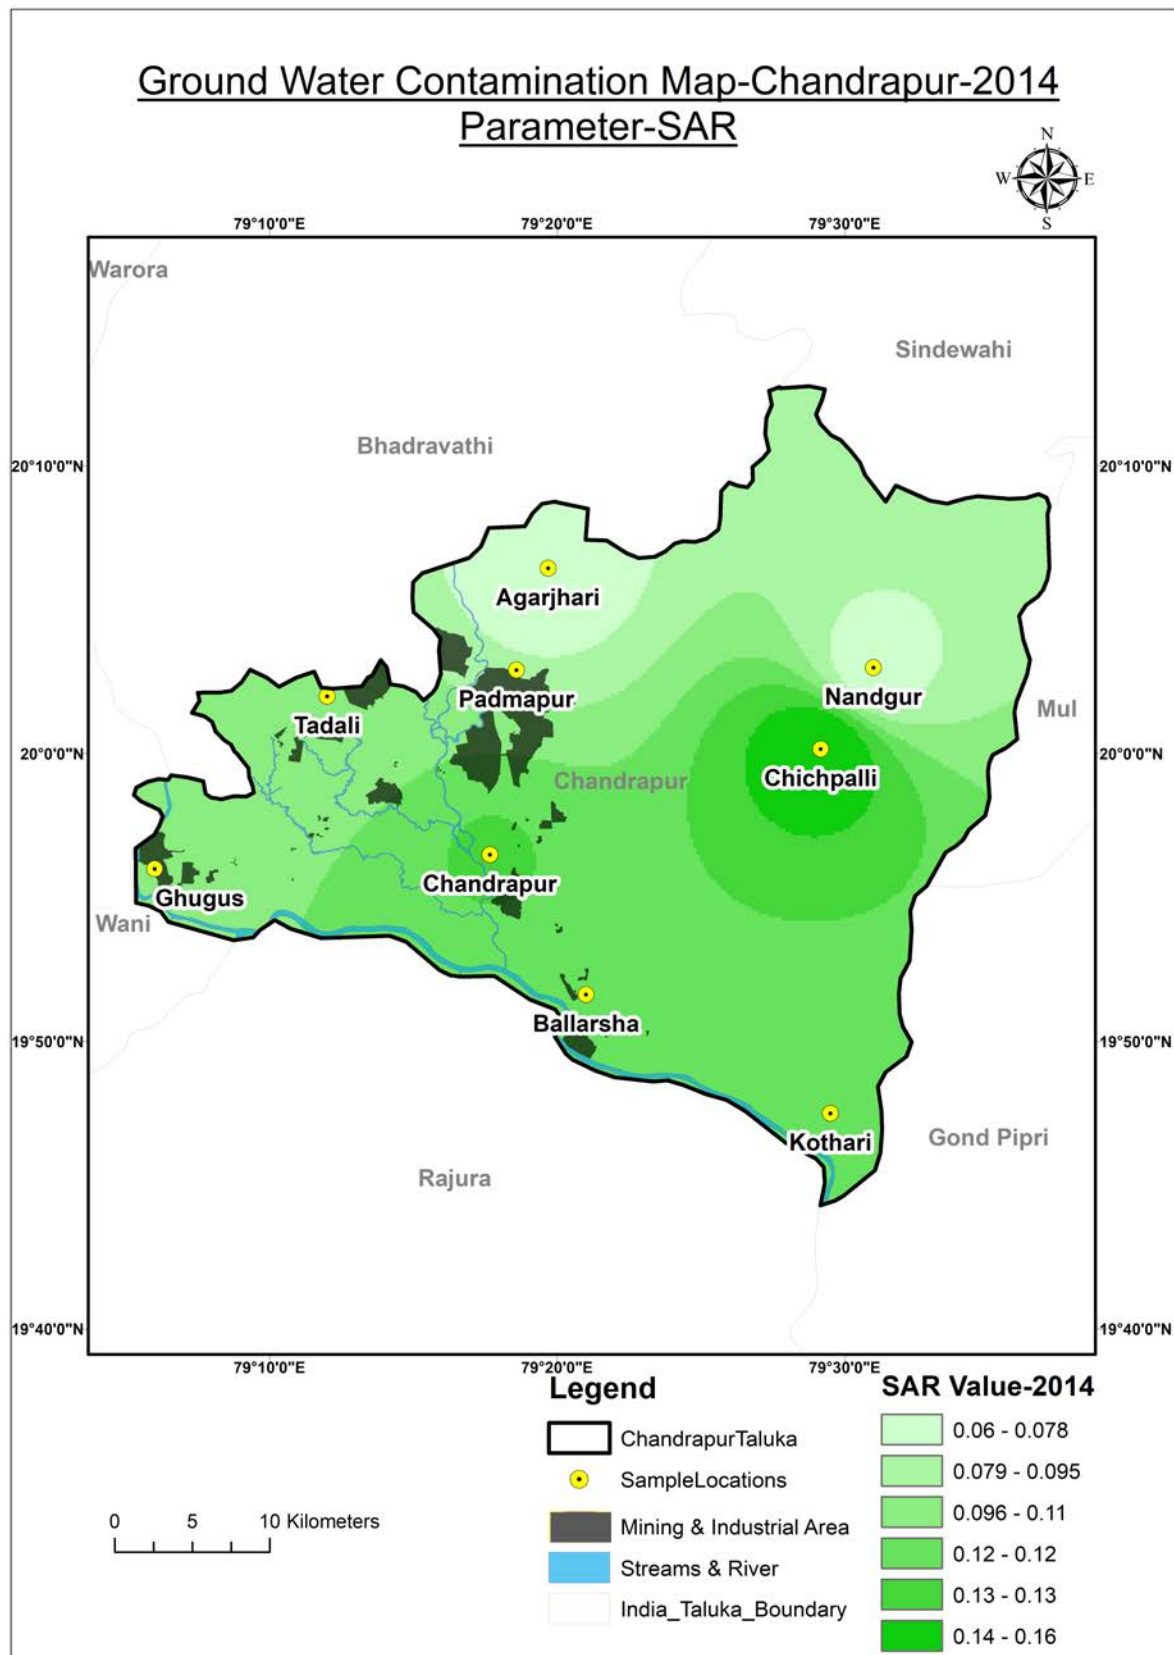 Ground Water Contamination Map-Chandrapur-2014
Parameter-SAR
N
W E
S
79°10'0"E 79°20'0"E 79°30'0"E
Warora
Sindewahi
Bhadravathi
20°10'0"N 20°10'0"N
Agarjhari
Padmapur
Nandgur
Tadali
Mul
20°0'0"N 20°0'0"N
Chandrapur
Chichpalli
Chandrapur
Ghugus
Wani
Ballarsha
19°50'0"N 19°50'0"N
Kothari
Gond Pipri
Rajura
19°40'0"N 19°40'0"N
79°10'0"E 79°20'0"E 79°30'0"E
Legend
ChandrapurTaluka
SampleLocations
Mining & Industrial Area
Streams & River
India_Taluka_Boundary
SAR Value-2014
0.06 - 0.078
0.079 - 0.095
0.096 - 0.11
0.12 - 0.12
0.13 - 0.13
0.14 - 0.16
0 5 10 Kilometers